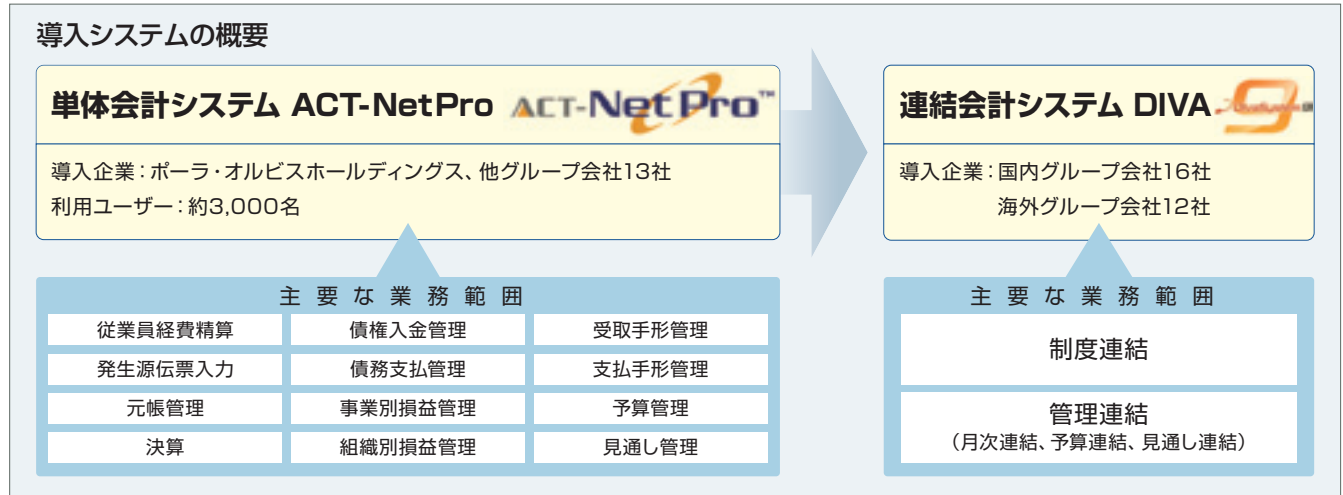 導入システムの概要
単体会計システム ACT-NetPro ACT-NetPro™
導入企業：ポーラ・オルビスホールディングス、他グループ会社13社
利用ユーザー：約3,000名
主要な業務範囲
従業員経費精算 債権入金管理 受取手形管理
発生源伝票入力 債務支払管理 支払手形管理
元帳管理 事業別損益管理 予算管理
決算 組織別損益管理 見通し管理
連結会計システム DIVA 9
導入企業：国内グループ会社16社
海外グループ会社12社
主要な業務範囲
制度連結
管理連結
（月次連結、予算連結、見通し連結）